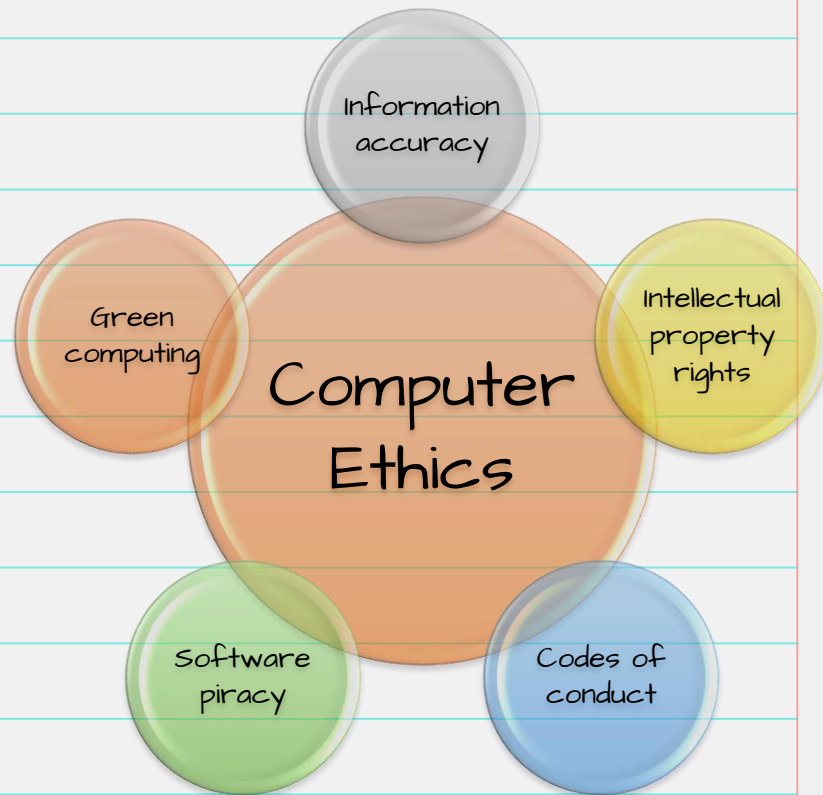 Information
accuracy
Green
computing
Intellectual
property
rights
Computer
Ethics
Software
piracy
Codes of
conduct